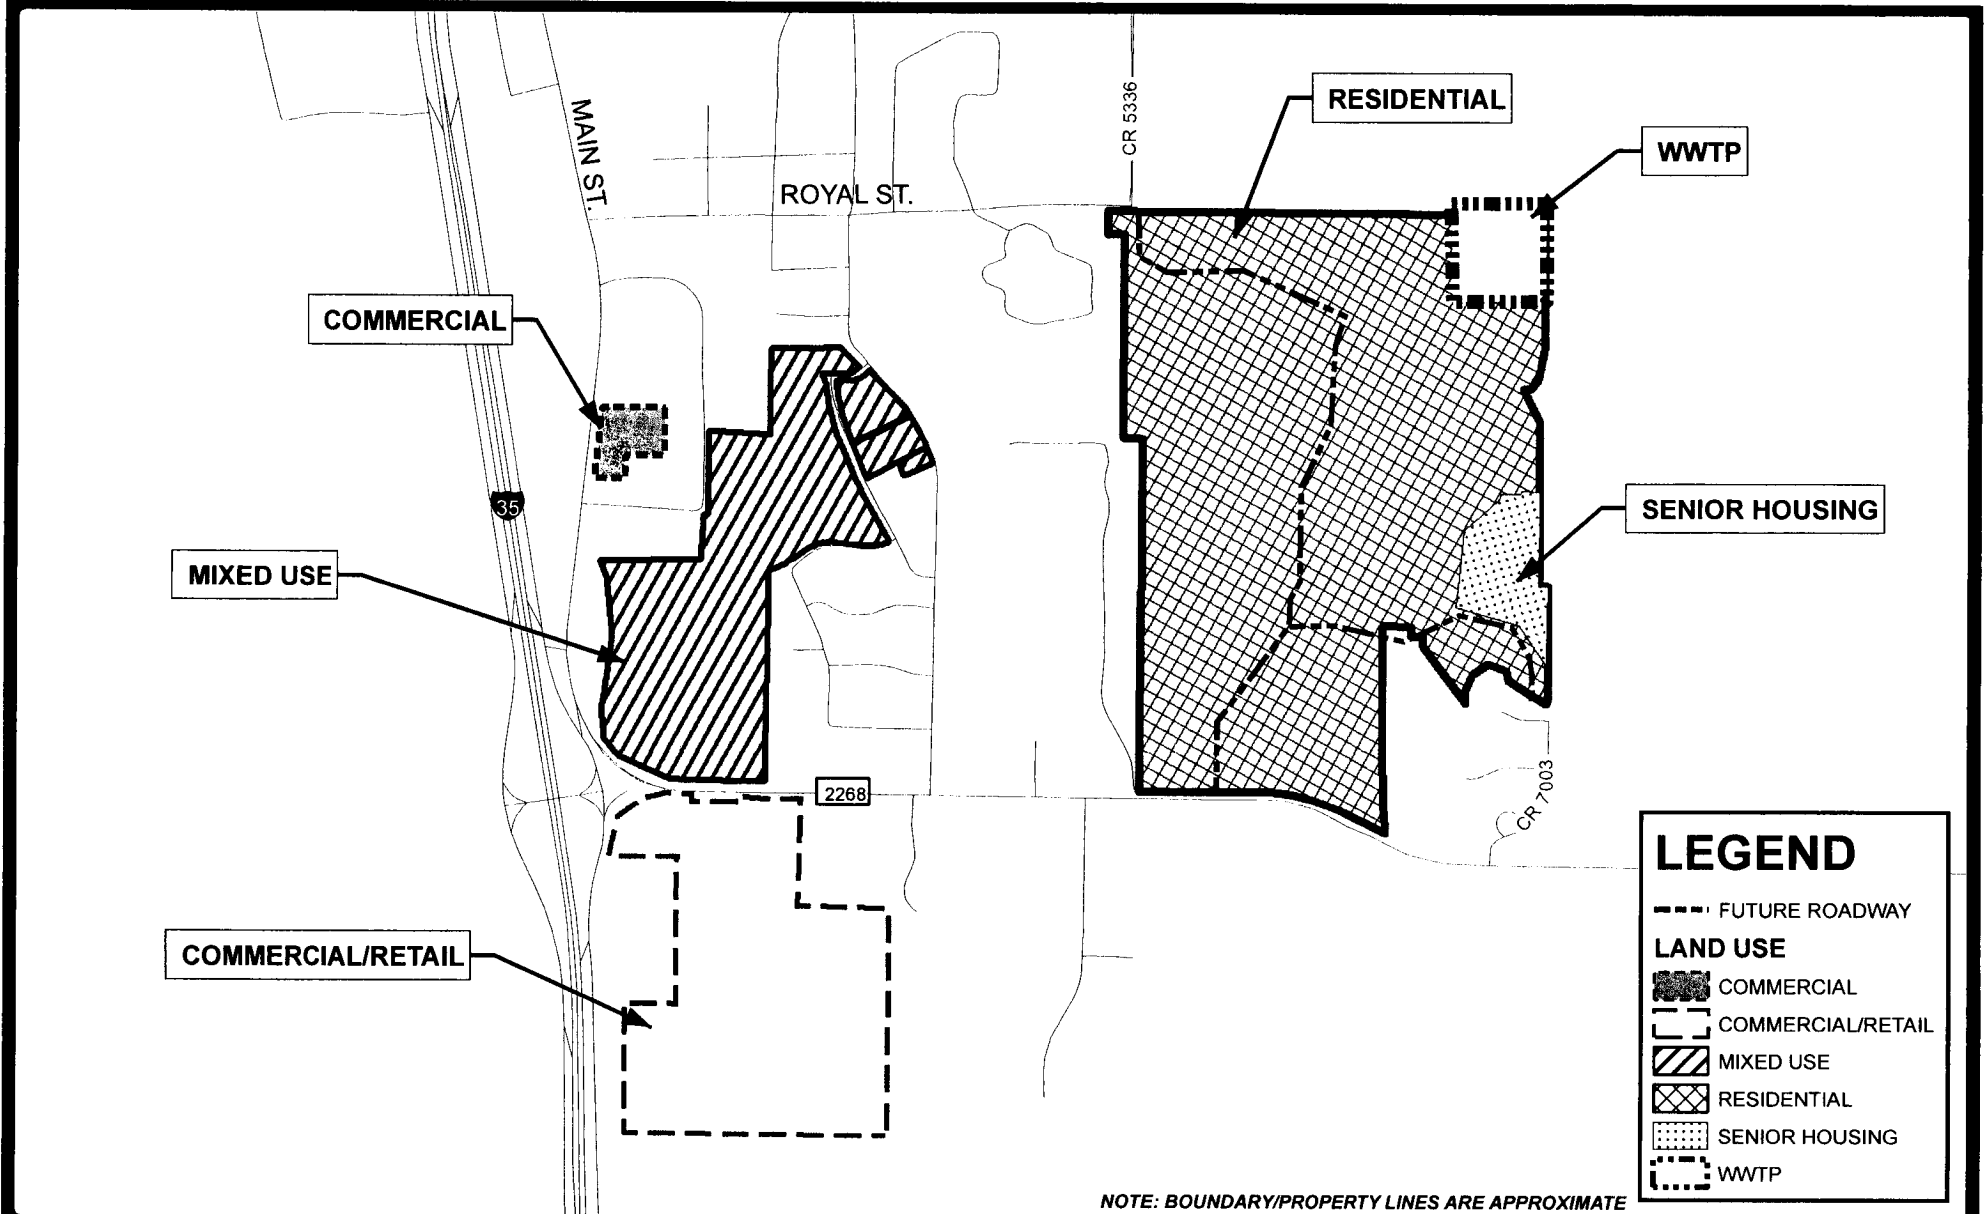 CR 5336
RESIDENTIAL
MAIN ST.
WWTP
ROYAL ST.
COMMERCIAL
35
SENIOR HOUSING
MIXED USE
2268
CR 7003
COMMERCIAL/RETAIL
LEGEND
FUTURE ROADWAY
LAND USE
COMMERCIAL
COMMERCIAL/RETAIL
MIXED USE
RESIDENTIAL
SENIOR HOUSING
WWTP
NOTE: BOUNDARY/PROPERTY LINES ARE APPROXIMATE